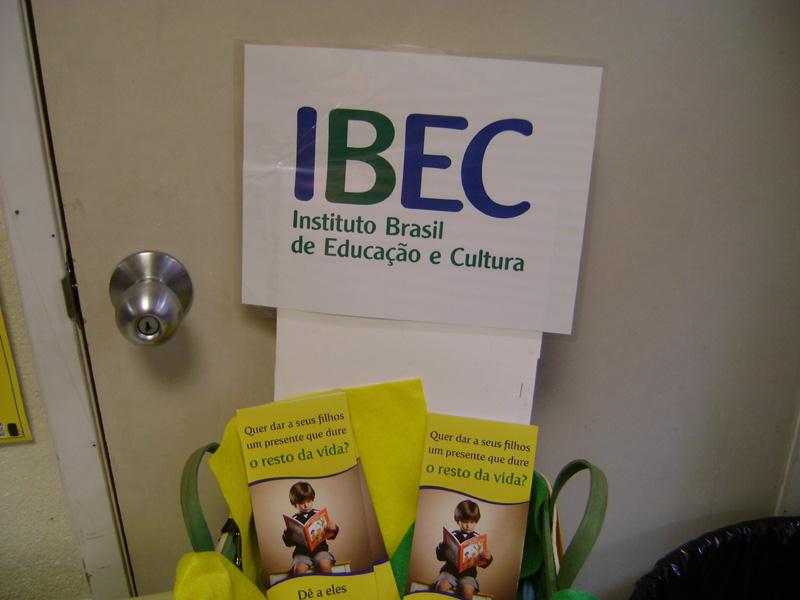 IBEC
Instituto Brasil
de Educação e Cultura
Quer dar a seus filhos
um presente que dure
o resto da vida?
Dê a eles
Quer dar a seus filhos
um presente que dure
o resto da vida?